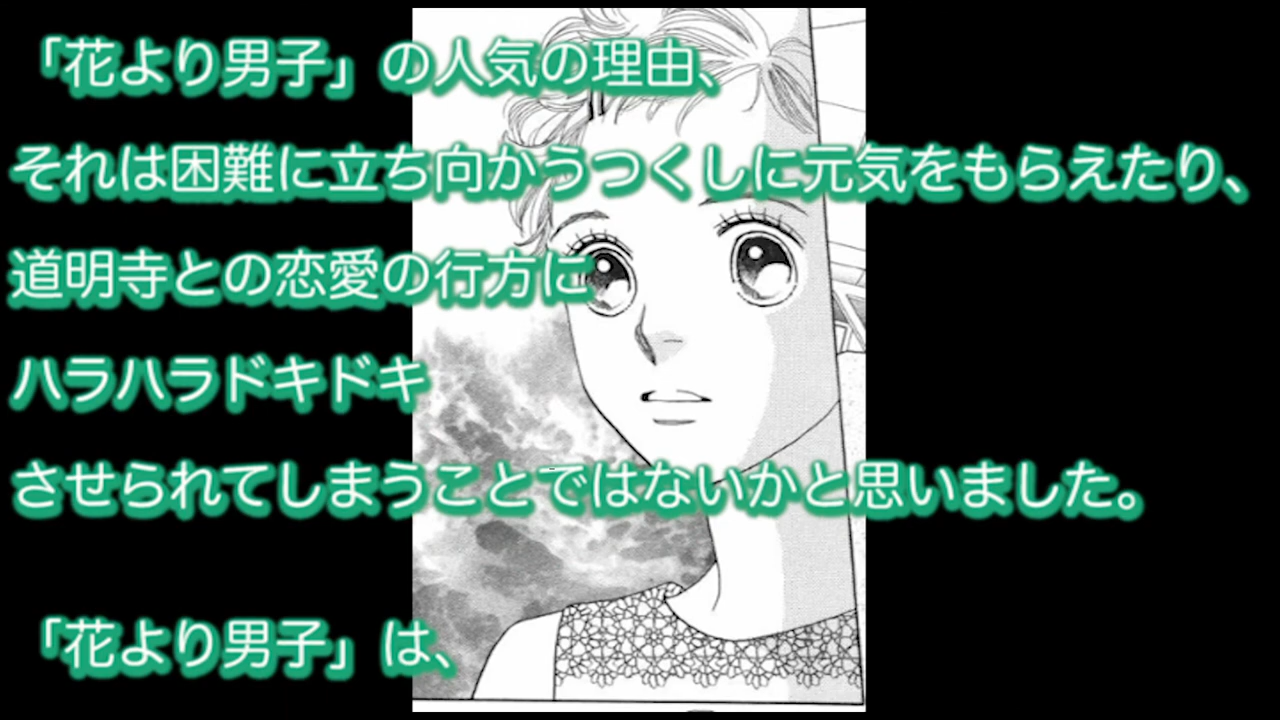 「花より男子」の人気の理由、
それは困難に立ち向かうつくしに元気をもらえたり、
道明寺との恋愛の行方に
ハラハラドキドキ
させられてしまうことではないかと思いました。
「花より男子」は、